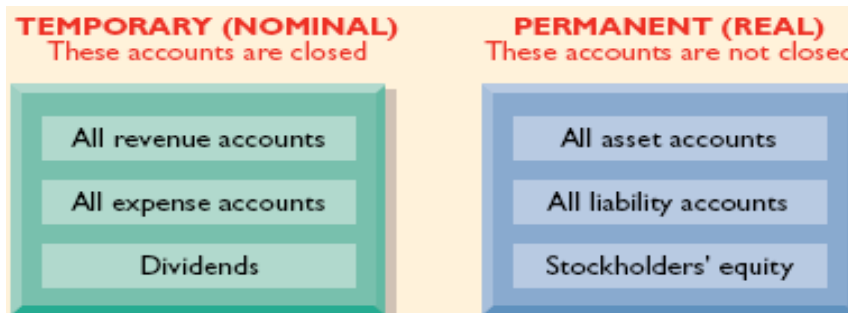 TEMPORARY (NOMINAL)
These accounts are closed
All revenue accounts
All expense accounts
Dividends
PERMANENT (REAL)
These accounts are not closed
All asset accounts
All liability accounts
Stockholders' equity